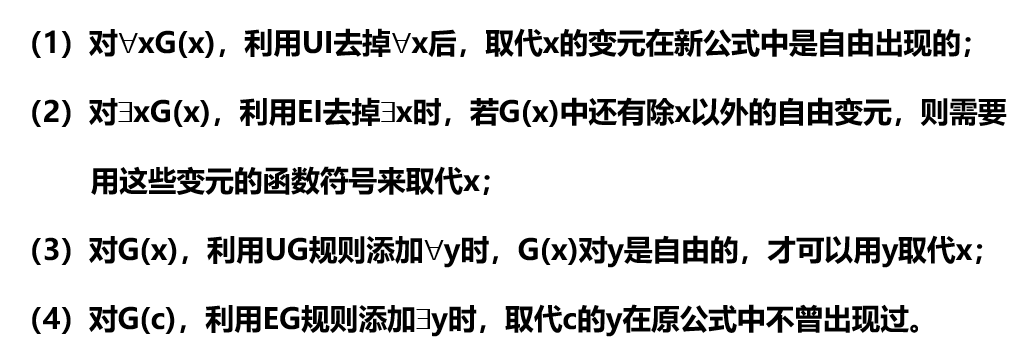 （1）对∀xG(x)，利用UI去掉∀x后，取代x的变元在新公式中是自由出现的；
（2）对∃xG(x)，利用EI去掉∃x时，若G(x)中还有除x以外的自由变元，则需要
用这些变元的函数符号来取代x；
（3）对G(x)，利用UG规则添加∀y时，G(x)对y是自由的，才可以用y取代x；
（4）对G(c)，利用EG规则添加∃y时，取代c的y在原公式中不曾出现过。